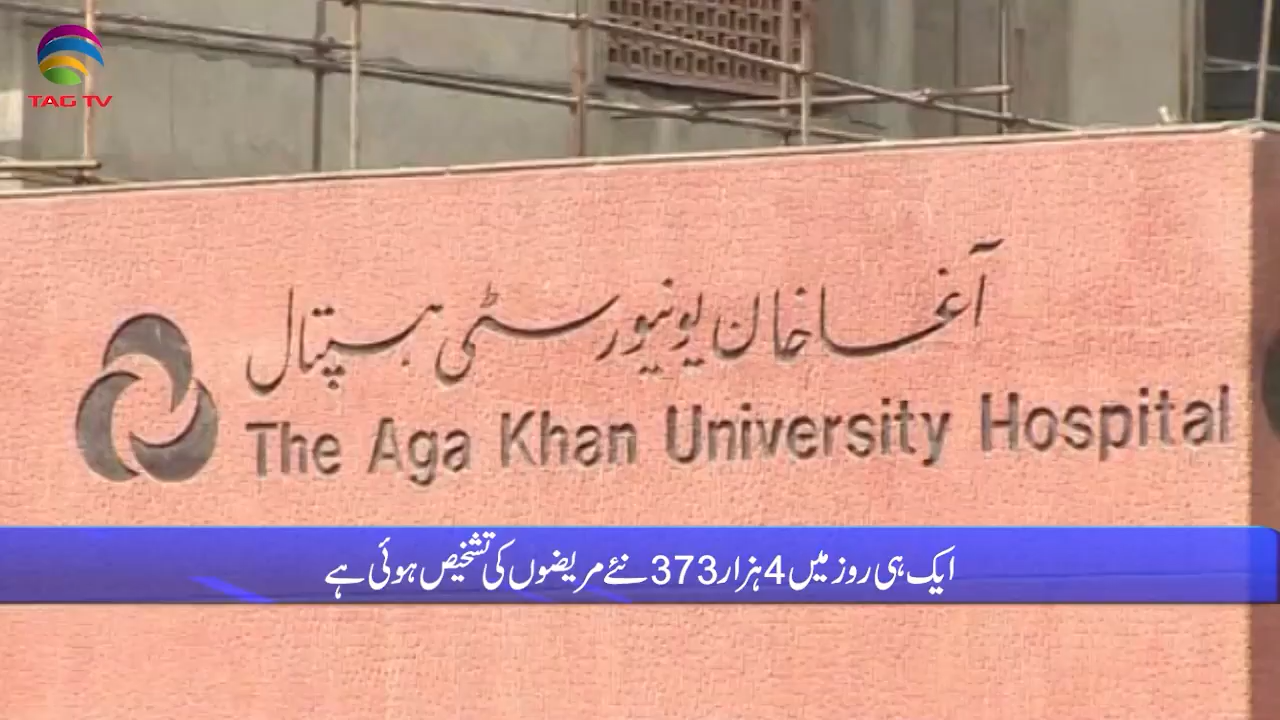 TAG TV
آغا خان یونیورسٹی ہسپتال
The Aga Khan University Hospital
ایک ہی روز میں 4 ہزار 373 نئے مریضوں کی تشخیص ہوئی ہے